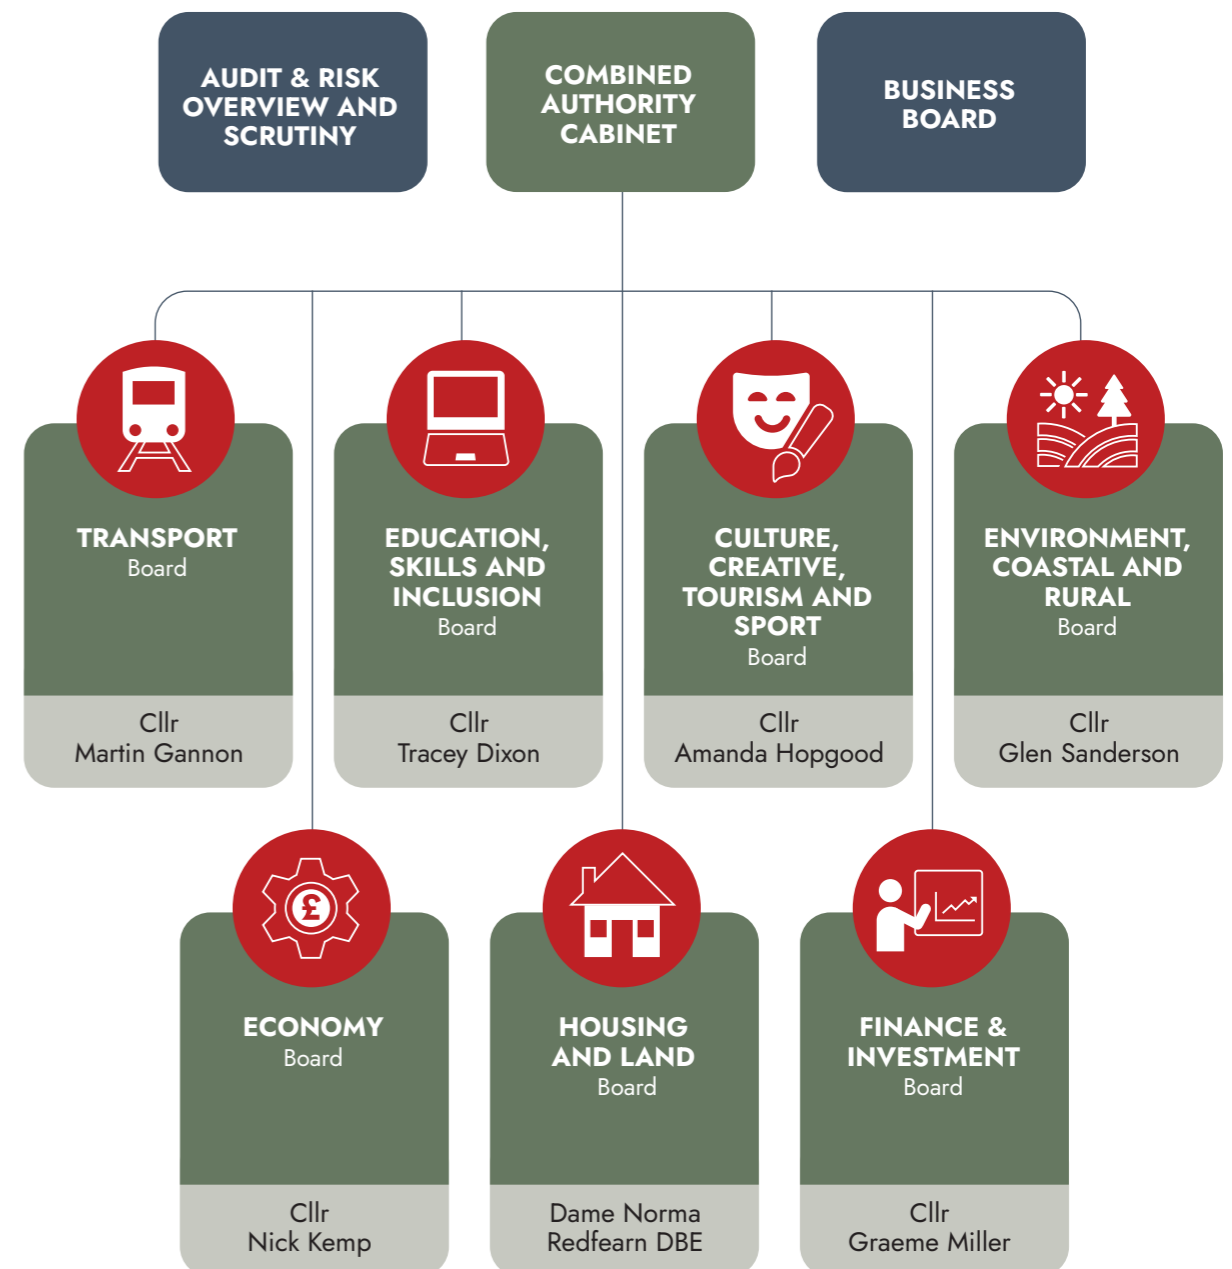 AUDIT & RISK
OVERVIEW AND
SCRUTINY
COMBINED
AUTHORITY
CABINET
BUSINESS
BOARD
TRANSPORT
Board
Cllr
Martin Gannon
EDUCATION,
SKILLS AND
INCLUSION
Board
Cllr
Tracey Dixon
CULTURE,
CREATIVE,
TOURISM AND
SPORT
Board
Cllr
Amanda Hopgood
ENVIRONMENT,
COASTAL AND
RURAL
Board
Cllr
Glen Sanderson
£
ECONOMY
Board
Cllr
Nick Kemp
HOUSING
AND LAND
Board
Dame Norma
Redfearn DBE
FINANCE &
INVESTMENT
Board
Cllr
Graeme Miller